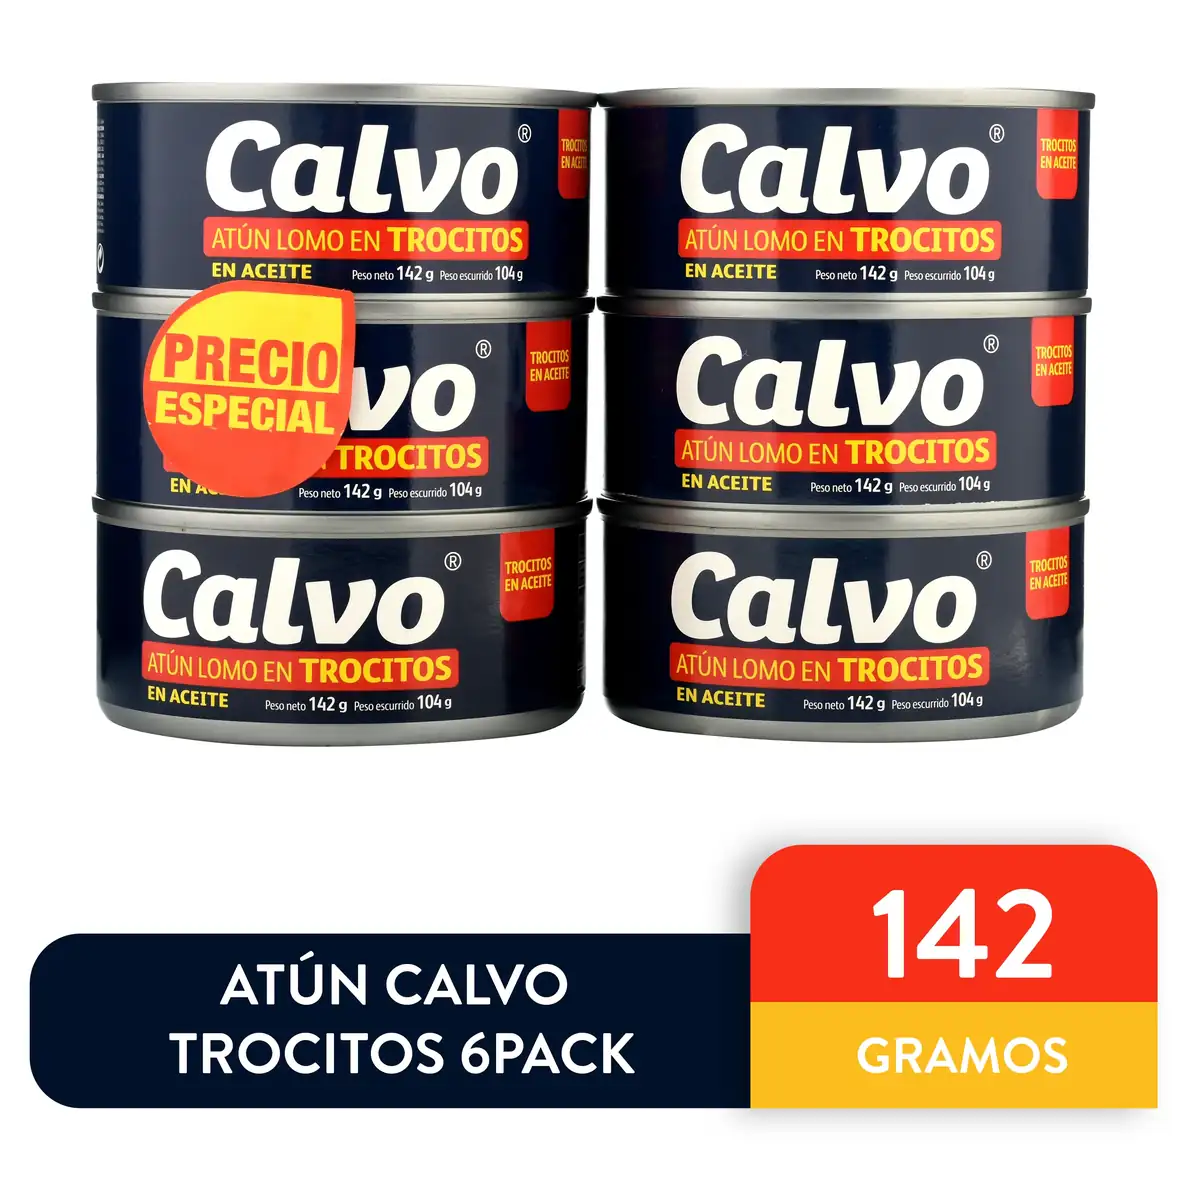 Calvo®
ATÚN LOMO EN TROCITOS
EN ACEITE Peso neto 142 g Peso escurrido 104 g
TROCITOS
EN ACEITE
Calvo®
ATÚN LOMO EN TROCITOS
EN ACEITE Peso neto 142 g Peso escurrido 104 g
TROCITOS
EN ACEITE
PRECIO
ESPECIAL
vo®
TROCITOS
EN Peso neto 142 g Peso escurrido 104 g
TROCITOS
EN ACEITE
Calvo®
ATÚN LOMO EN TROCITOS
EN ACEITE Peso neto 142 g Peso escurrido 104 g
TROCITOS
EN ACEITE
Calvo®
ATÚN LOMO EN TROCITOS
EN ACEITE Peso neto 142 g Peso escurrido 104 g
TROCITOS
EN ACEITE
Calvo®
ATÚN LOMO EN TROCITOS
EN ACEITE Peso neto 142 g Peso escurrido 104 g
TROCITOS
EN ACEITE
ATÚN CALVO
TROCITOS 6PACK
142
GRAMOS